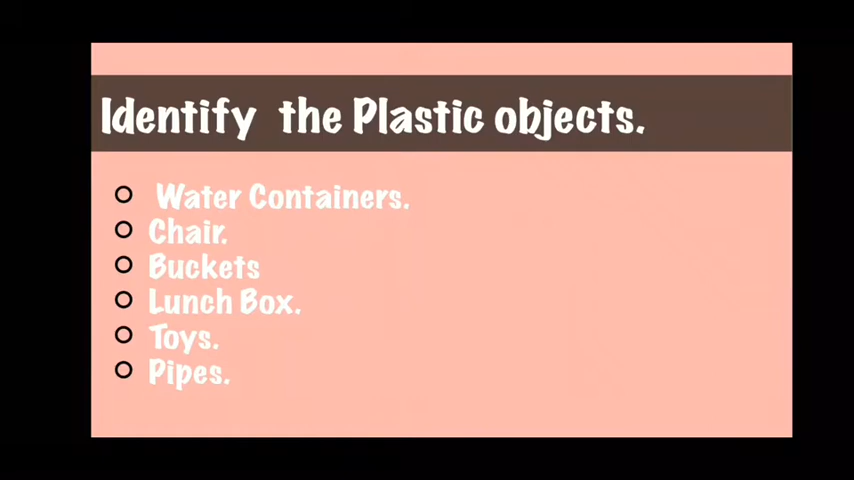 Identify the Plastic objects.
Water Containers.
Chair.
Buckets
Lunch Box.
Toys.
Pipes.